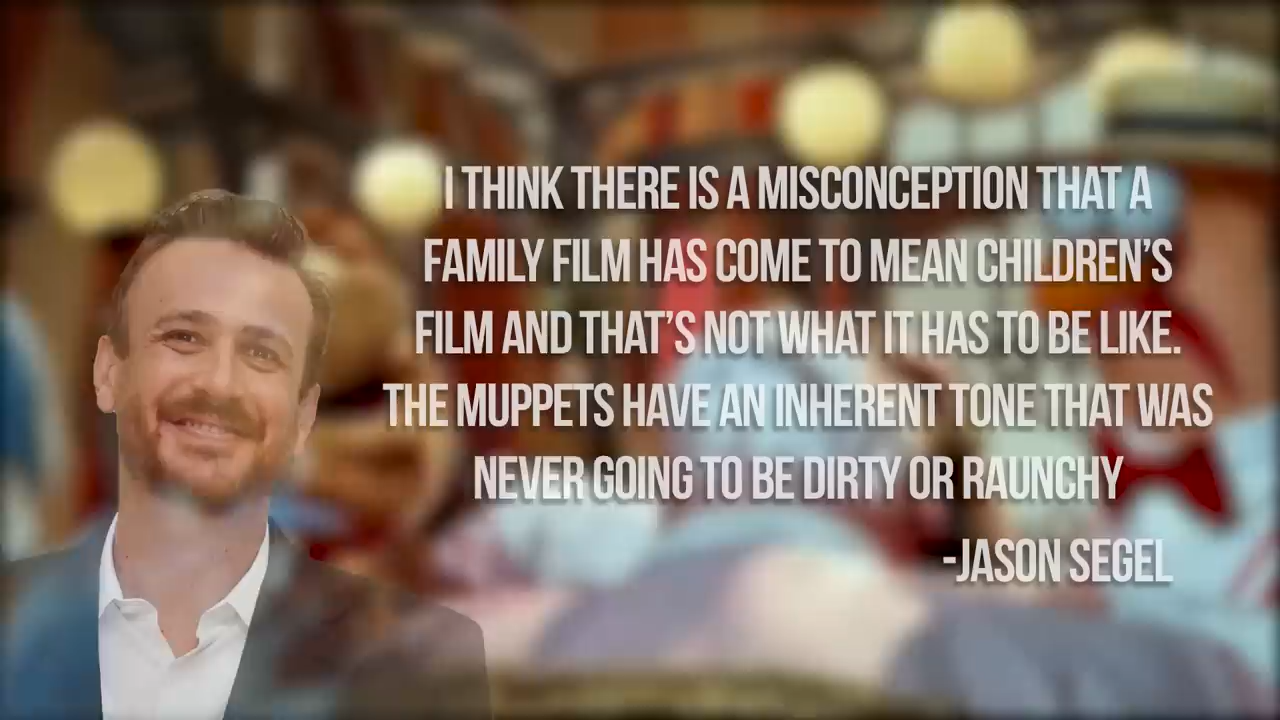 I THINK THERE IS A MISCONCEPTION THAT A
FAMILY FILM HAS COME TO MEAN CHILDREN'S
FILM AND THAT'S NOT WHAT IT HAS TO BE LIKE.
THE MUPPETS HAVE AN INHERENT TONE THAT WAS
NEVER GOING TO BE DIRTY OR RAUNCHY
-JASON SEGEL